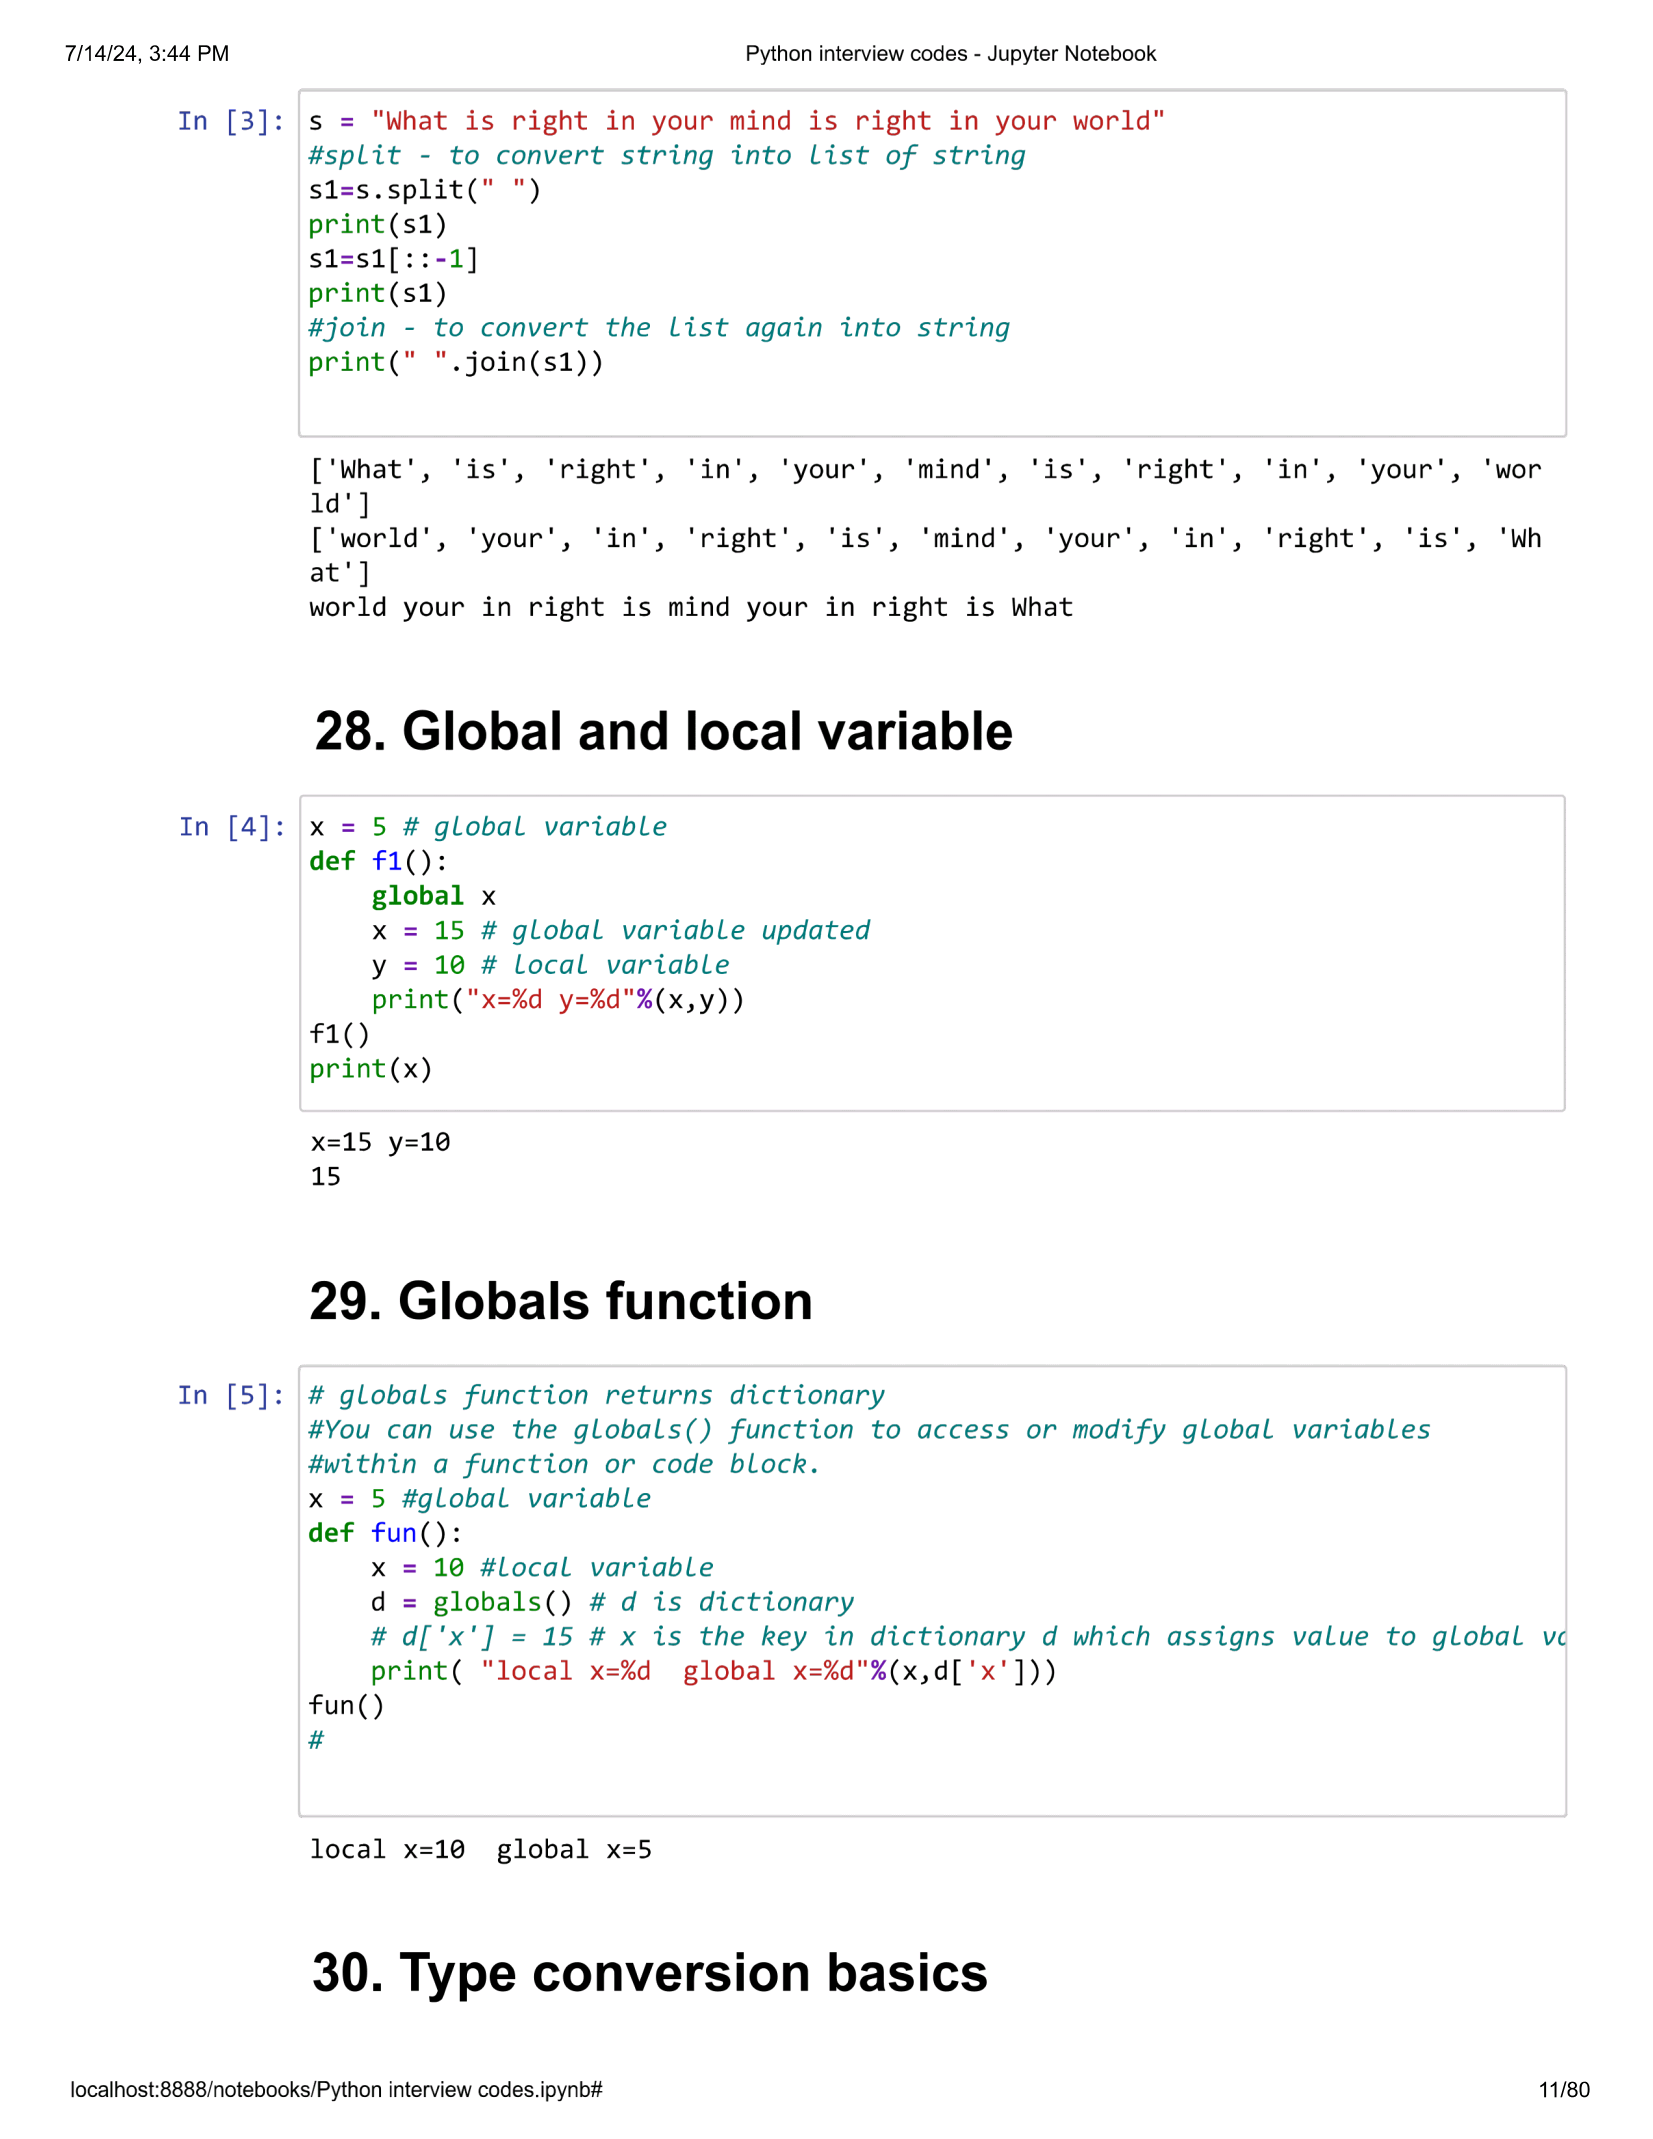 7/14/24, 3:44 PM
Python interview codes - Jupyter Notebook
In [3]:
s = "What is right in your mind is right in your world"
#split - to convert string into list of string
s1=s.split(" ")
print(s1)
s1=s1[::-1]
print(s1)
#join - to convert the list again into string
print(" ".join(s1))
['What', 'is', 'right', 'in', 'your', 'mind', 'is', 'right', 'in', 'your', 'wor
ld']
['world', 'your', 'in', 'right', 'is', 'mind', 'your', 'in', 'right', 'is', 'Wh
at']
world your in right is mind your in right is What
28. Global and local variable
In [4]:
x = 5 # global variable
def f1():
    global x
    x = 15 # global variable updated
    y = 10 # local variable
    print("x=%d y=%d"%(x,y))
f1()
print(x)
x=15 y=10
15
29. Globals function
In [5]:
# globals function returns dictionary
#You can use the globals() function to access or modify global variables
#within a function or code block.
x = 5 #global variable
def fun():
    x = 10 #local variable
    d = globals() # d is dictionary
    # d['x'] = 15 # x is the key in dictionary d which assigns value to global
    print( "local x=%d  global x=%d"%(x,d['x']))
fun()
#
local x=10  global x=5
30. Type conversion basics
localhost:8888/notebooks/Python interview codes.ipynb#
11/80